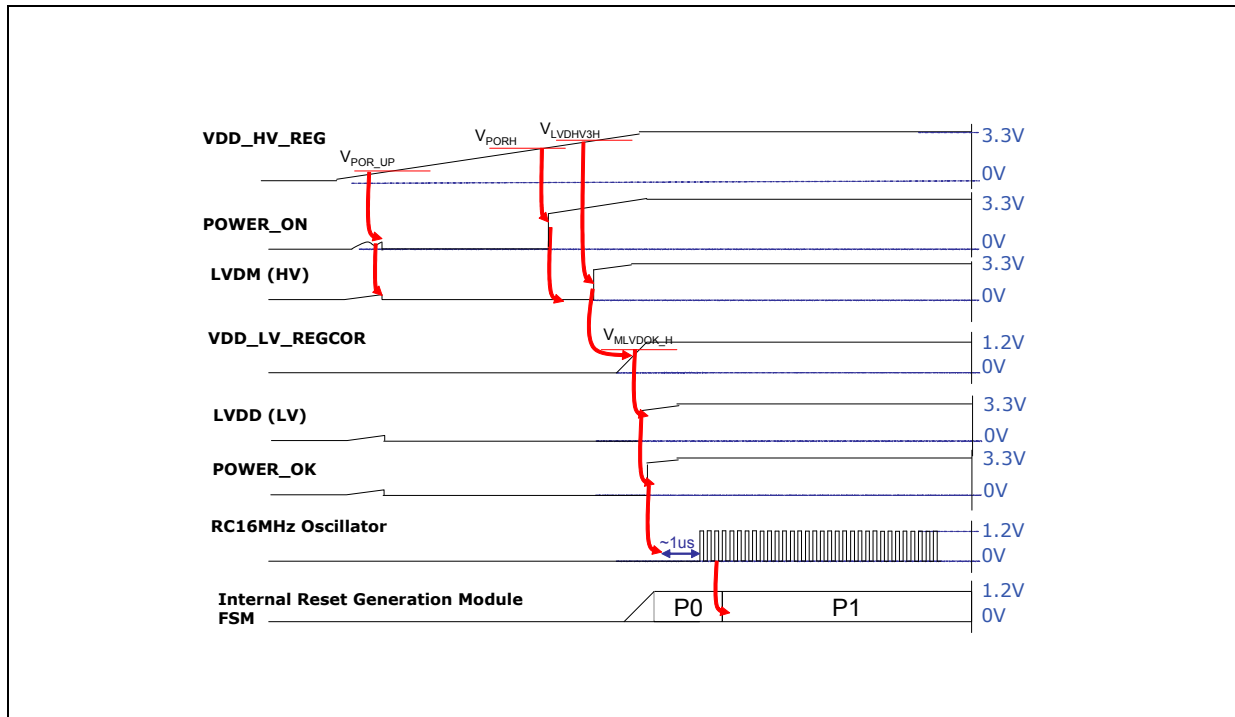 VDD_HV_REG
V_POR_UP
V_PORH
V_LVDHV3H
3.3V
0V
POWER_ON
3.3V
0V
LVDM (HV)
3.3V
0V
VDD_LV_REGCOR
V_MLVDOK_H
1.2V
0V
LVDD (LV)
3.3V
0V
POWER_OK
3.3V
0V
RC16MHz Oscillator
~1us
1.2V
0V
Internal Reset Generation Module
FSM
P0
P1
1.2V
0V